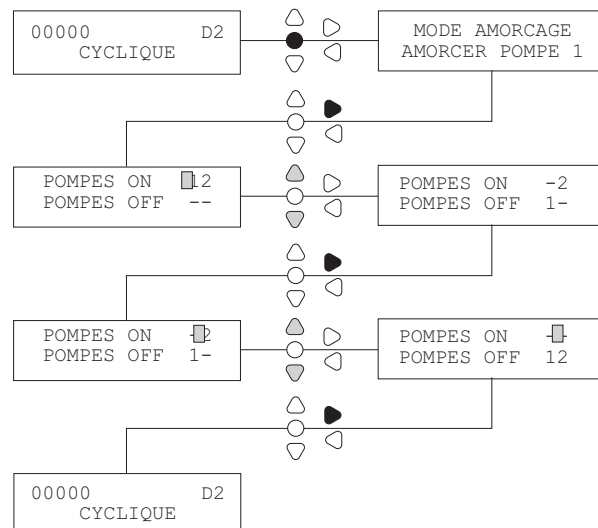 00000 D2
CYCLIQUE
MODE AMORCAGE
AMORCER POMPE 1
POMPES ON 12
POMPES OFF --
POMPES ON -2
POMPES OFF 1-
POMPES ON -2
POMPES OFF 1-
POMPES ON --
POMPES OFF 12
00000 D2
CYCLIQUE